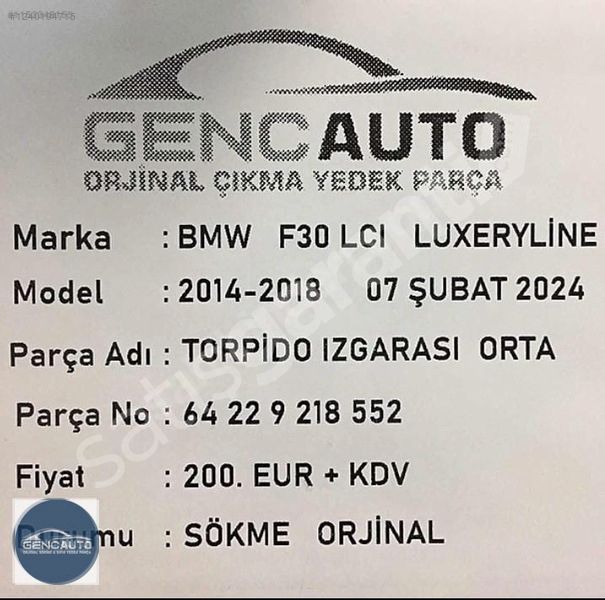 GENCAUTO
ORJİNAL ÇIKMA YEDEK PARÇA
Marka : BMW F30 LCI LUXERYLİNE
Model : 2014-2018 07 ŞUBAT 2024
Parça Adı : TORPİDO IZGARASI ORTA
Parça No : 64 22 9 218 552
Fiyat : 200. EUR + KDV
: SÖKME ORJİNAL
GENCAUTO
satışgaranti